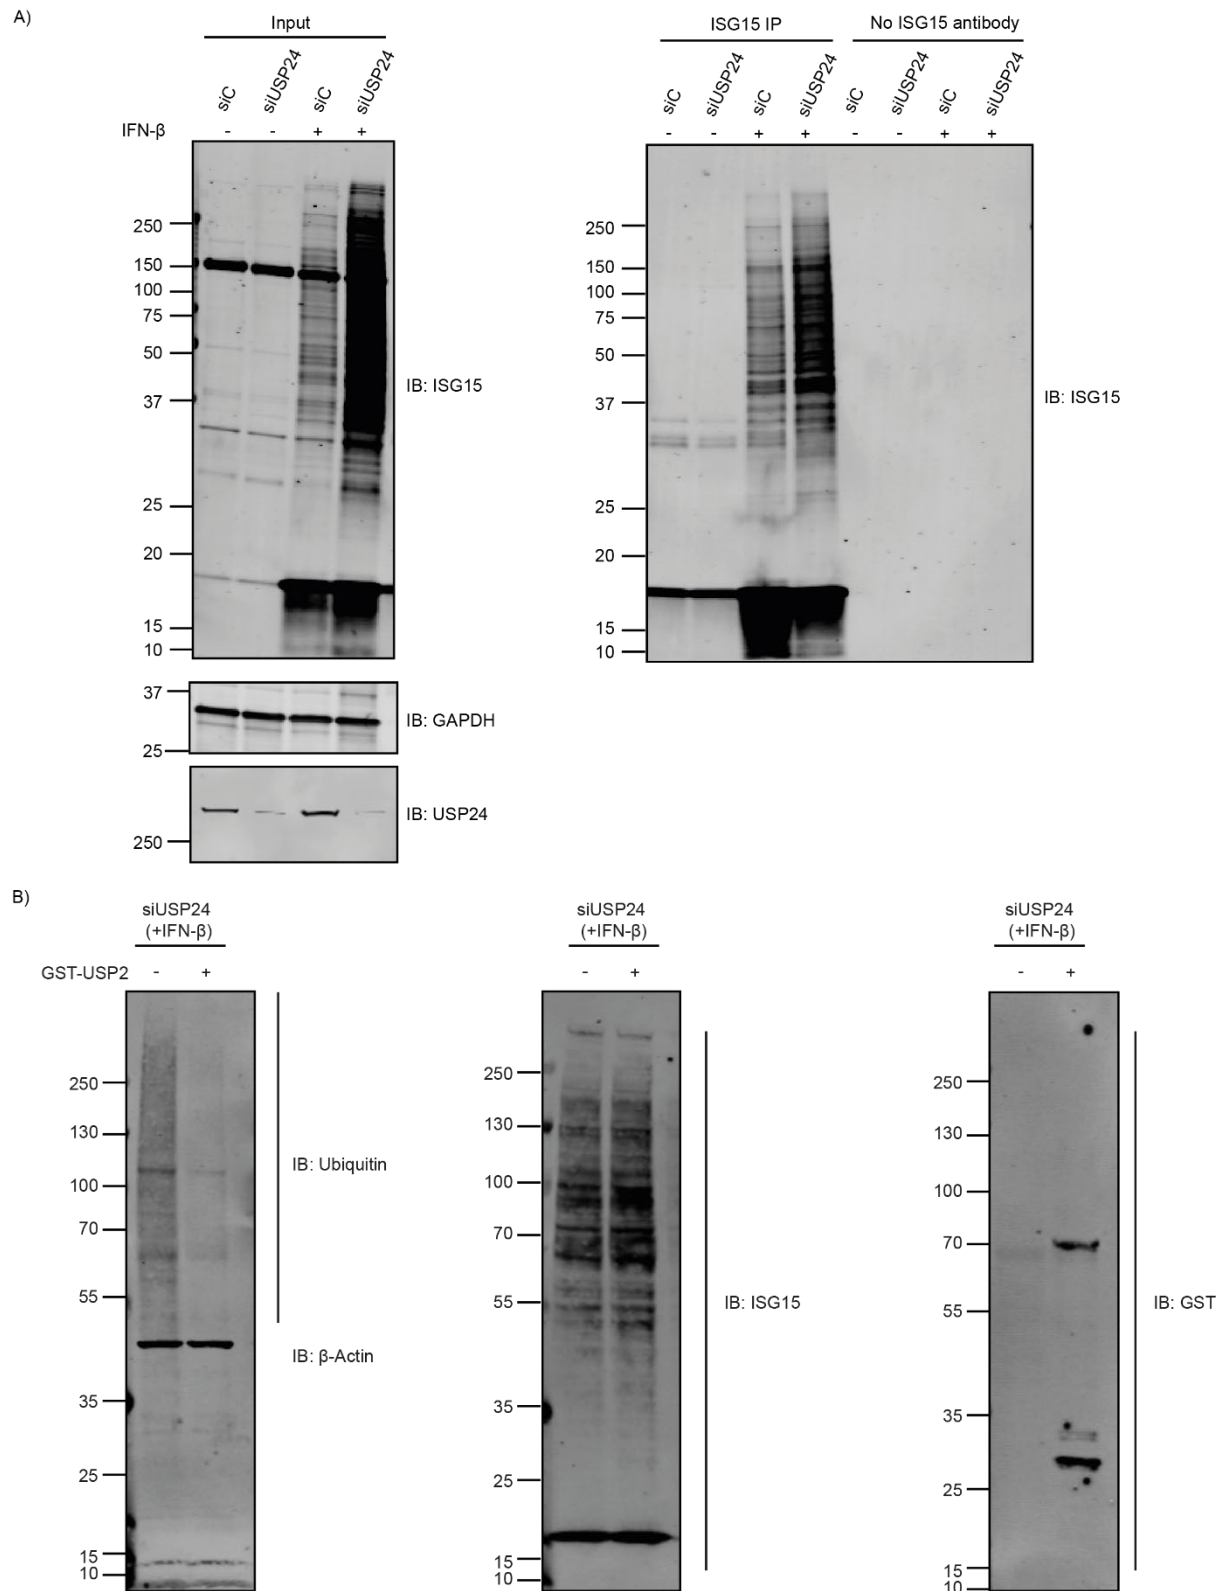 A)
Input
siC siUSP24 siC siUSP24
IFN-β - - + +
250
150
100
75
50
37
25
20
15
10
IB: ISG15
37
25
IB: GAPDH
250
IB: USP24
ISG15 IP No ISG15 antibody
siC siUSP24 siC siUSP24 siC siUSP24 siC siUSP24
- - + + - - + +
250
150
100
75
50
37
25
20
15
10
IB: ISG15
B)
siUSP24
(+IFN-β)
GST-USP2 - +
250
130
100
70
55
35
25
15
10
IB: Ubiquitin
IB: β-Actin
siUSP24
(+IFN-β)
- +
250
130
100
70
55
35
25
15
10
IB: ISG15
siUSP24
(+IFN-β)
- +
250
130
100
70
55
35
25
15
10
IB: GST